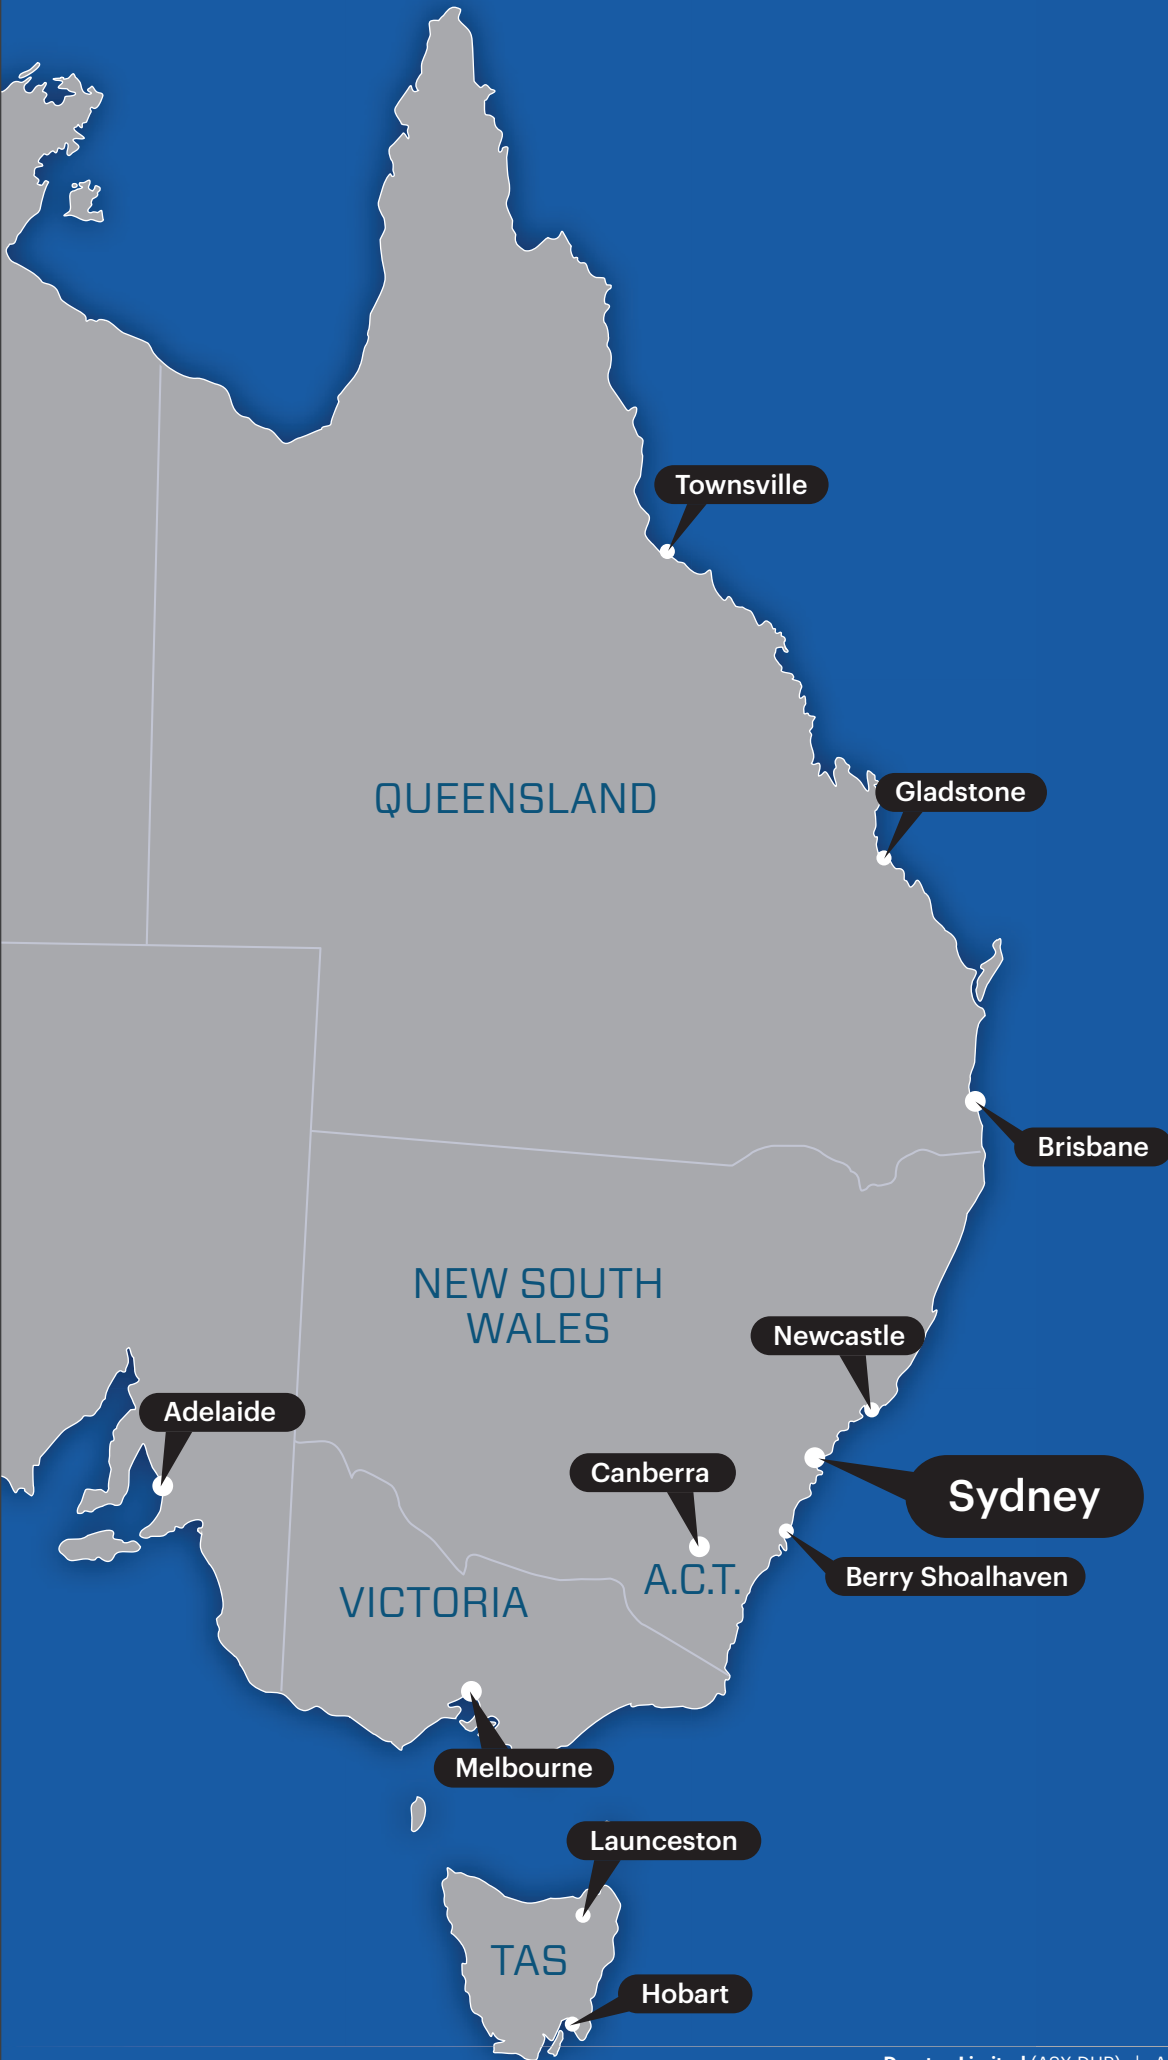 Townsville
QUEENSLAND
Gladstone
Brisbane
NEW SOUTH
WALES
Newcastle
Adelaide
Canberra
Sydney
A.C.T.
Berry Shoalhaven
VICTORIA
Melbourne
Launceston
TAS
Hobart